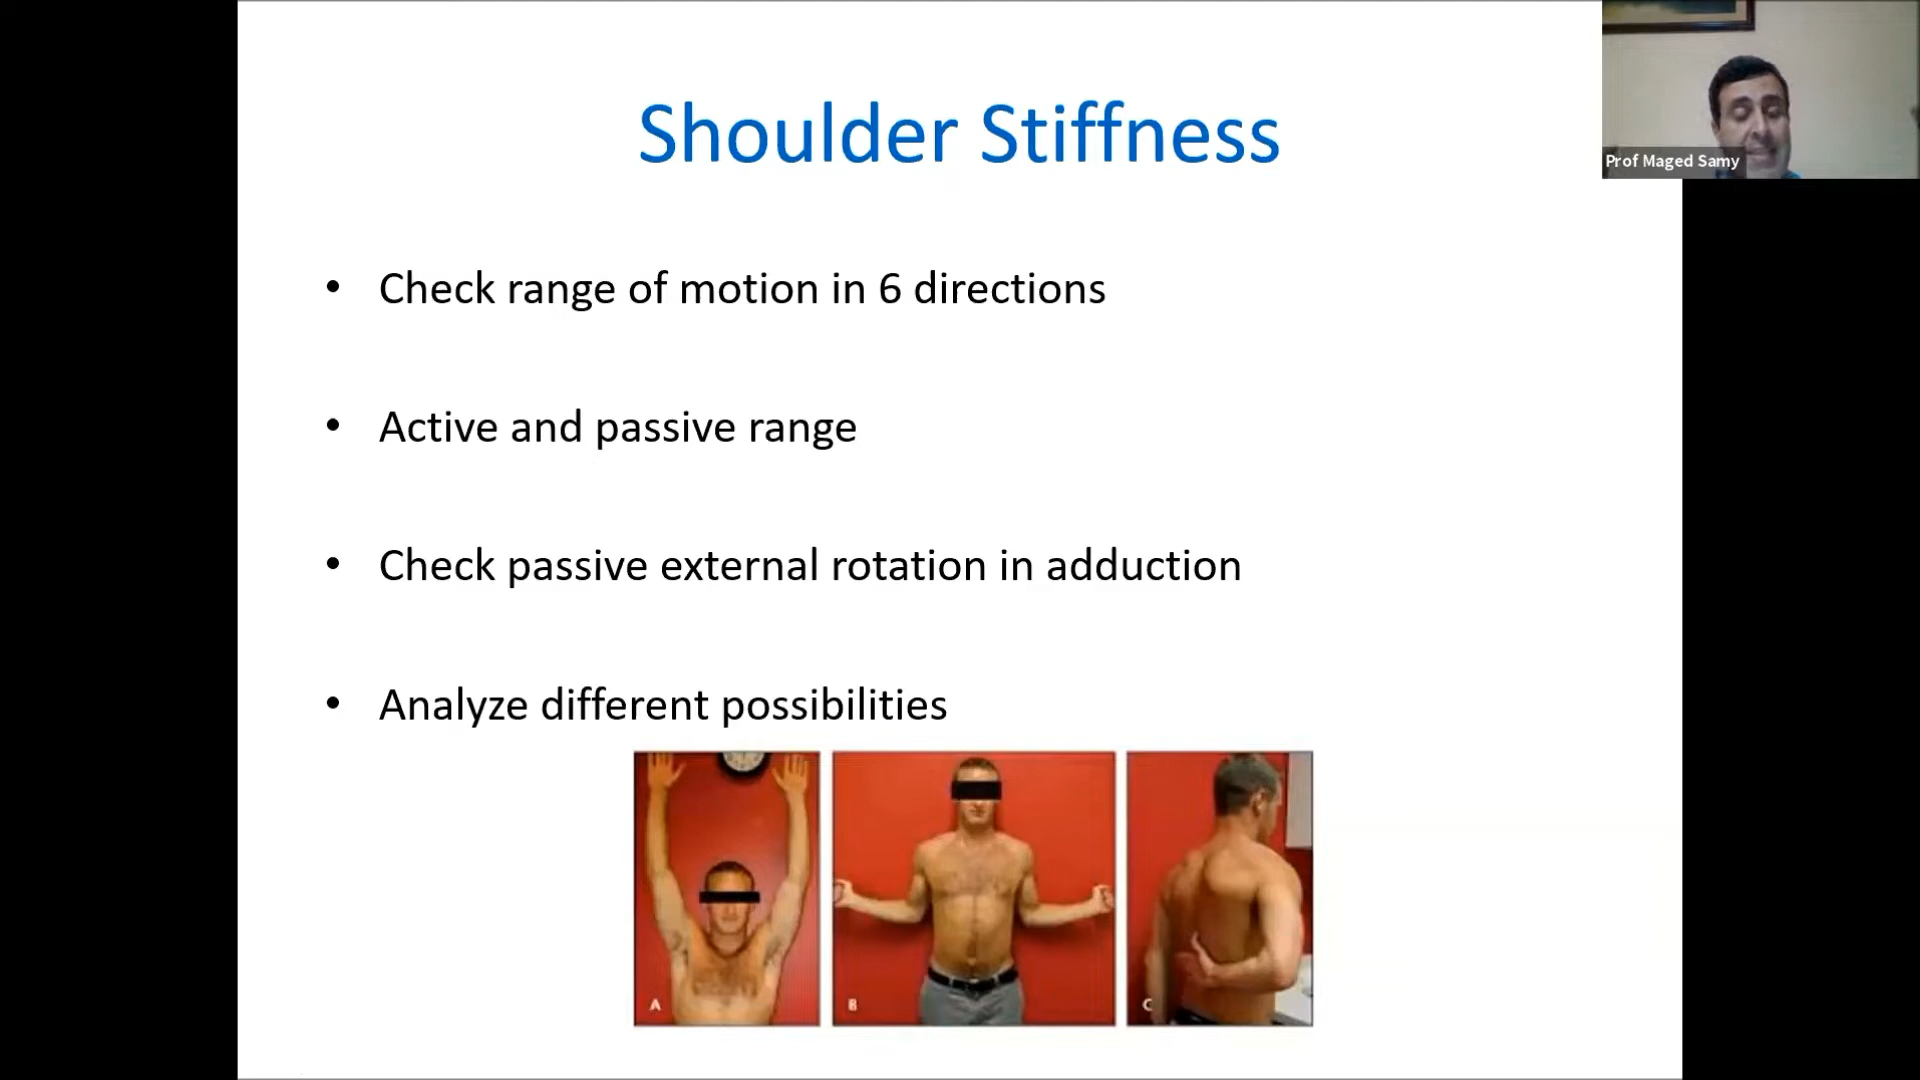 Shoulder Stiffness
Prof Maged Samy
• Check range of motion in 6 directions
• Active and passive range
• Check passive external rotation in adduction
• Analyze different possibilities
A
B
C